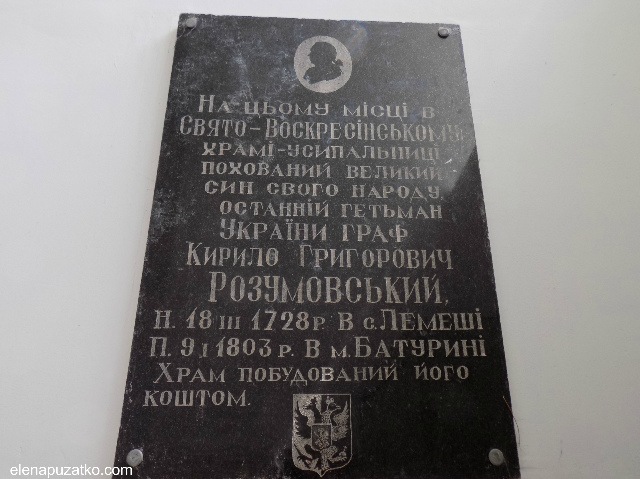 На цьому місці в
Свято-Воскресінському
храмі-усипальниці
похований великий
син свого народу,
останній гетьман
України граф
Кирило Григорович
Розумовський,
Н. 18 ііі 1728 р. в с. Лемеші
П. 9 і 1803 р. в м. Батурині
Храм побудований його
коштом.
elenapuzatko.com